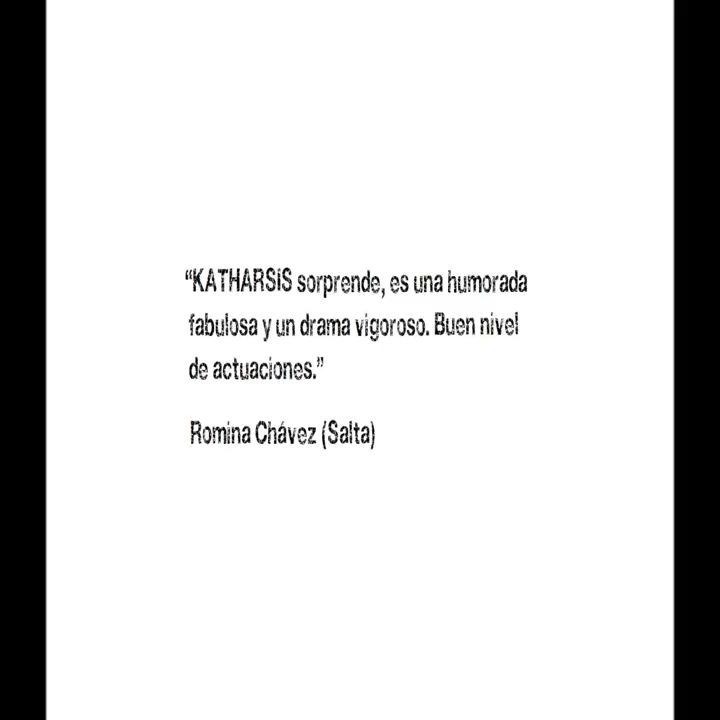 “KATHARSIS sorprende, es una humorada
fabulosa y un drama vigoroso. Buen nivel
de actuaciones.”
Romina Chávez (Salta)